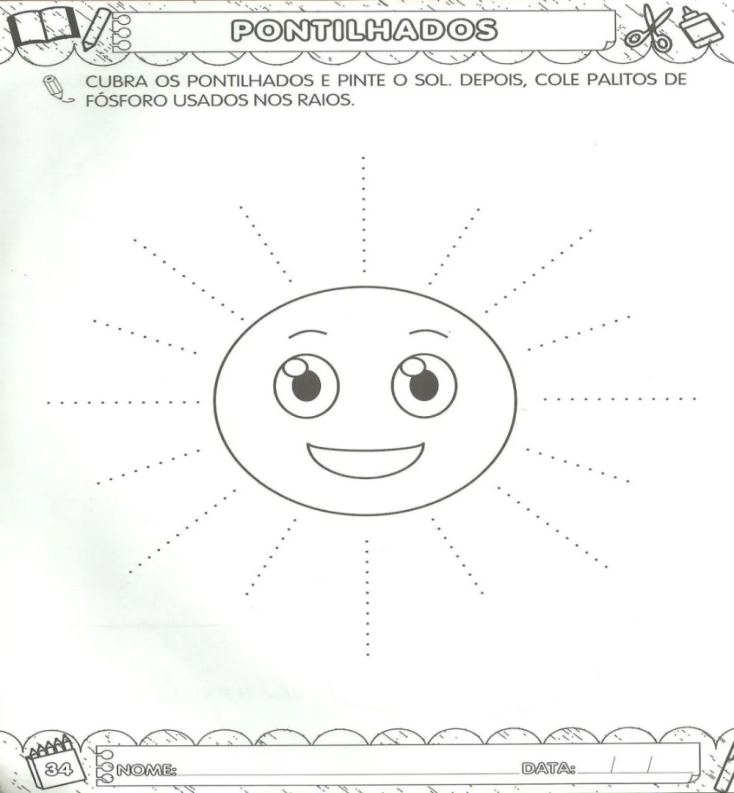 PONTILHADOS
CUBRA OS PONTILHADOS E PINTE O SOL. DEPOIS, COLE PALITOS DE
FÓSFORO USADOS NOS RAIOS.
34
NOME:
DATA: / /